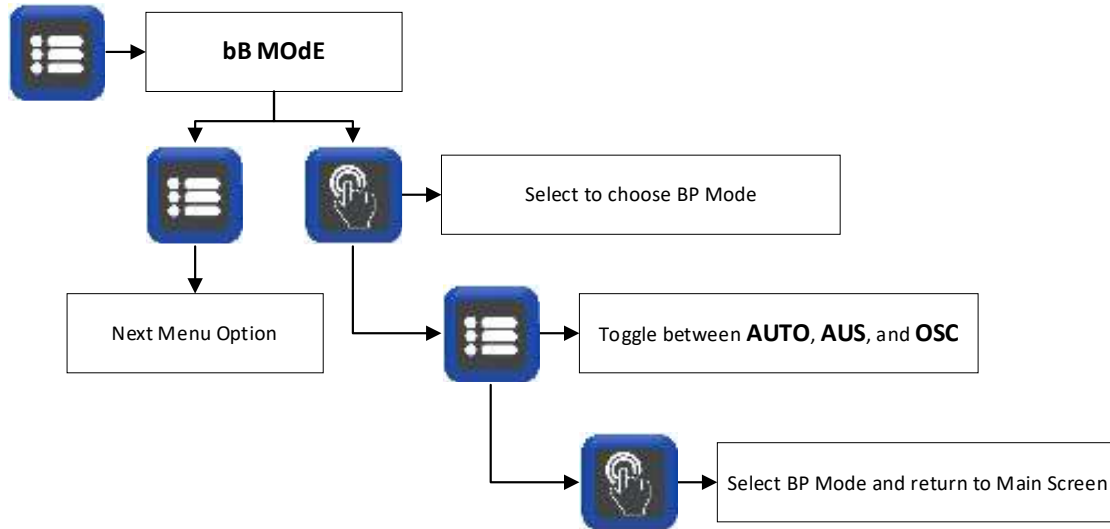 bB MOdE
Select to choose BP Mode
Next Menu Option
Toggle between AUTO, AUS, and OSC
Select BP Mode and return to Main Screen